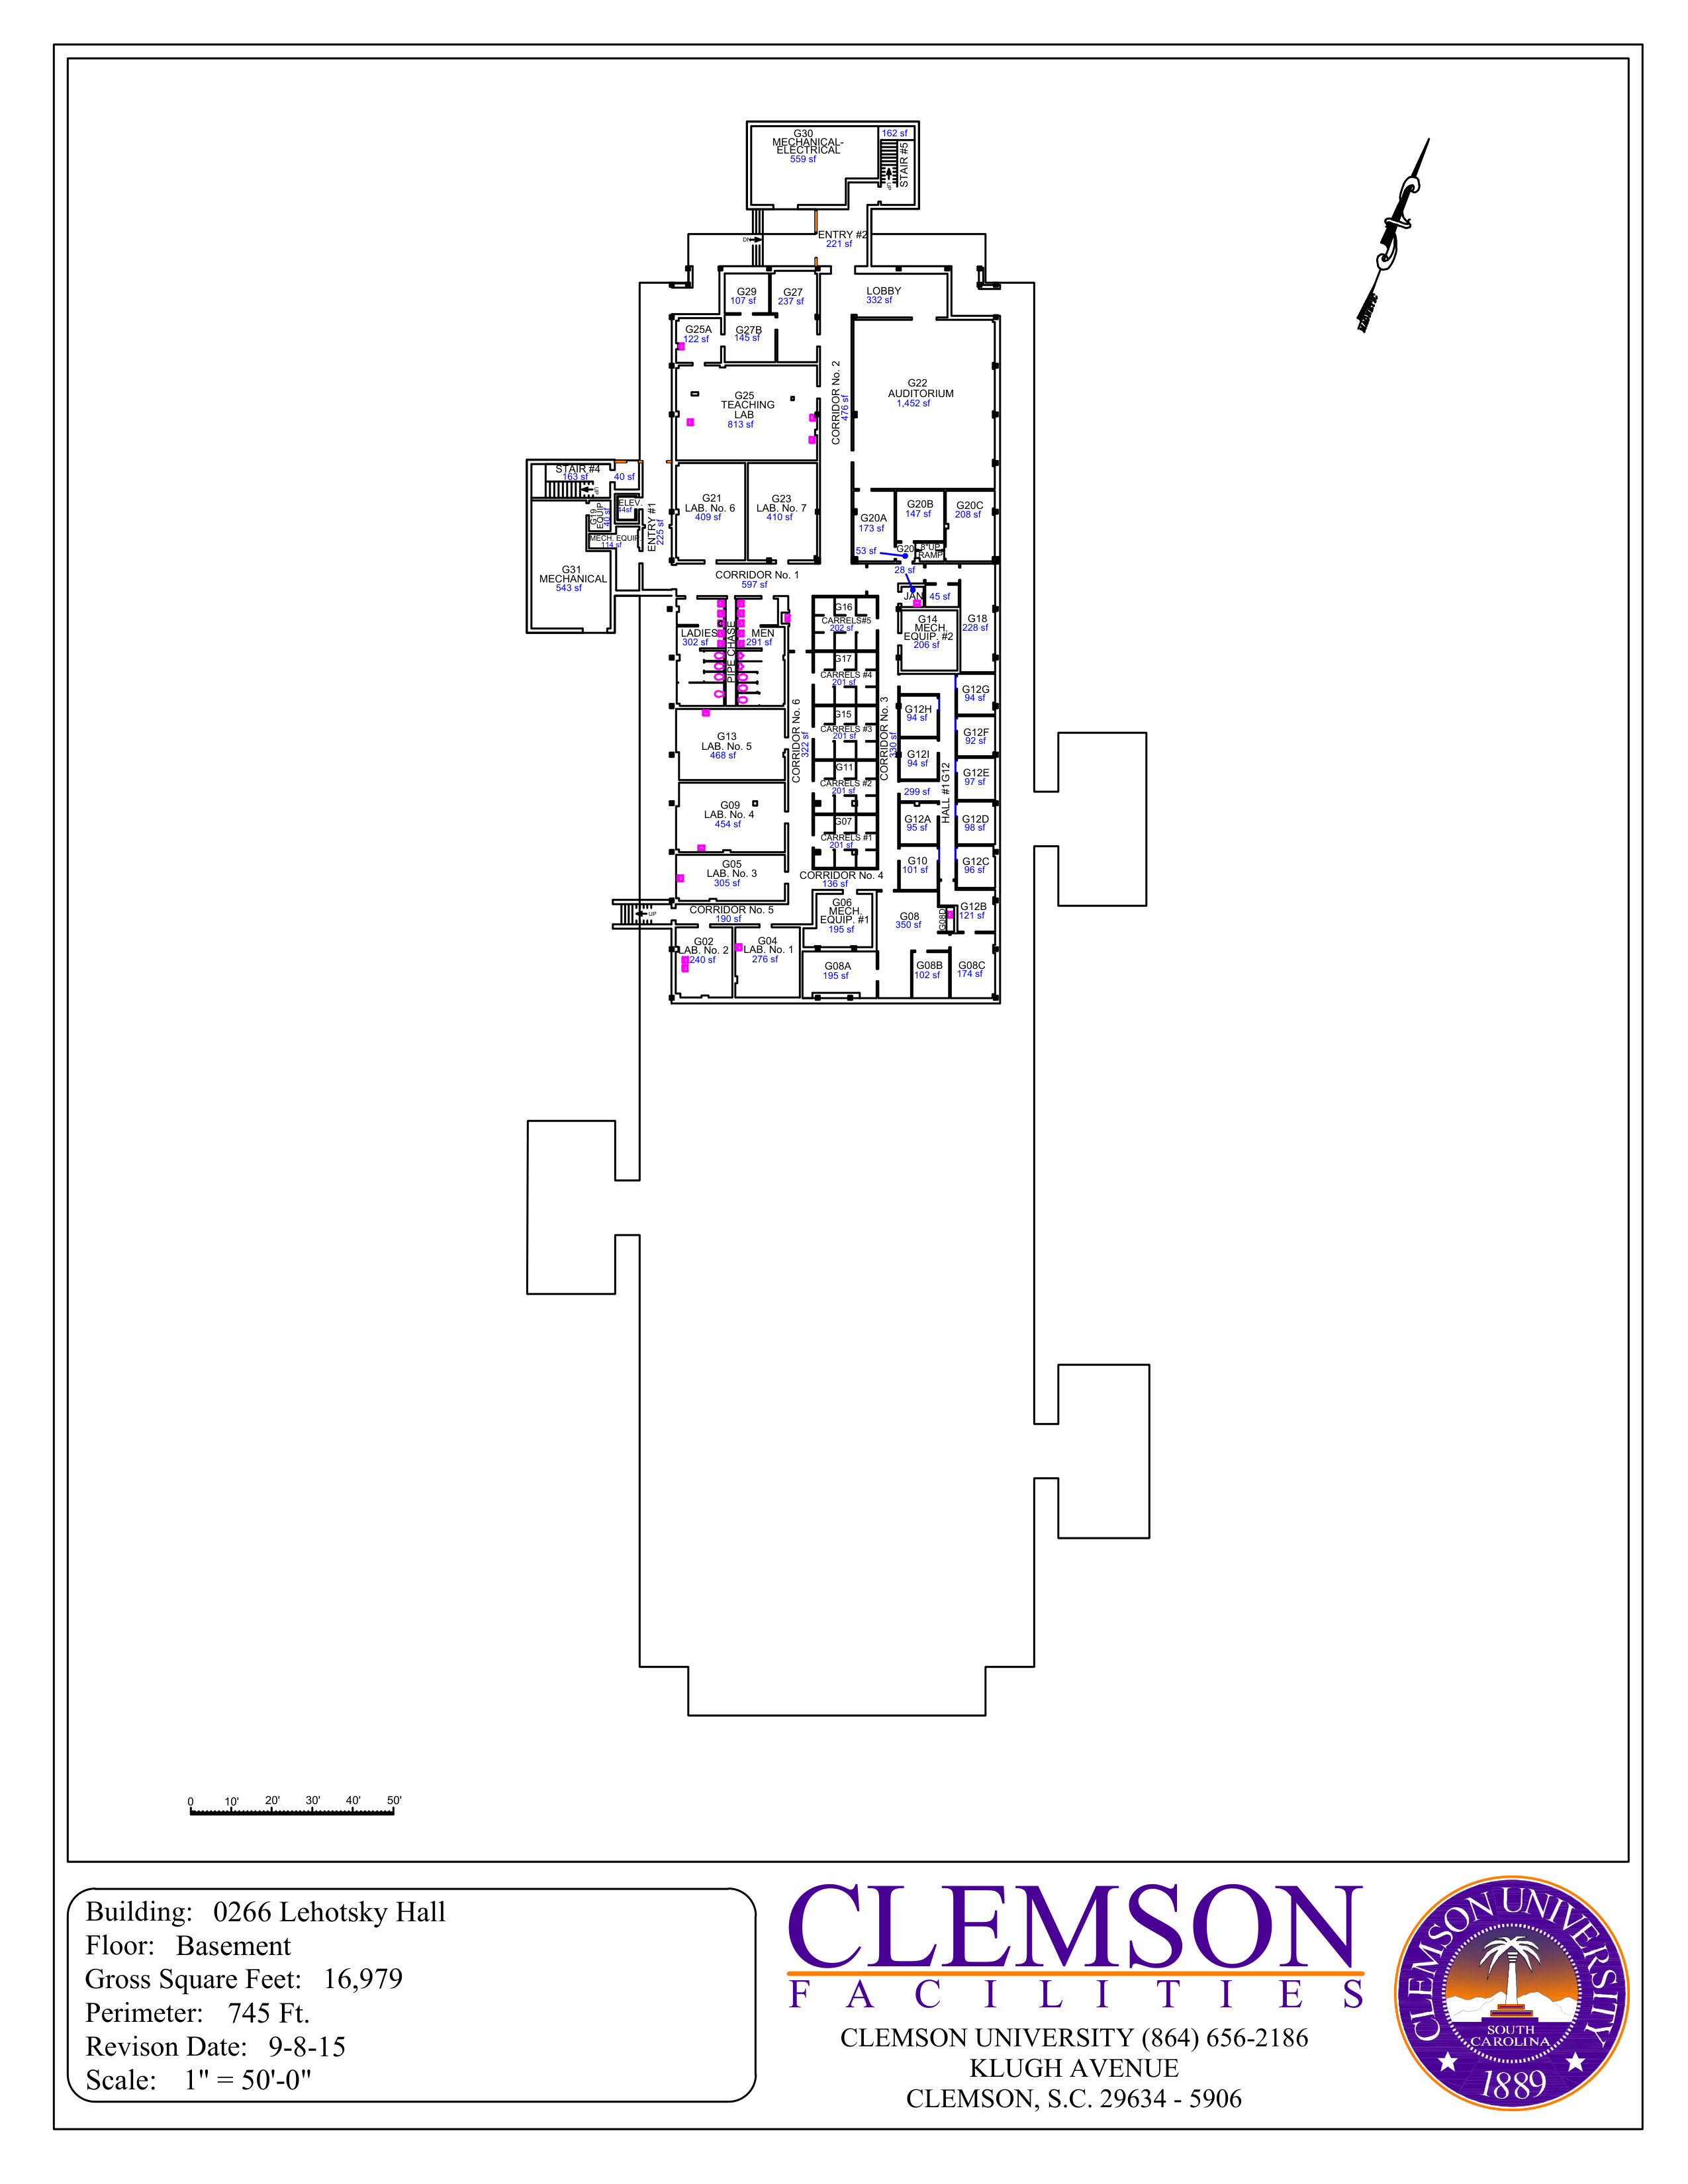 G30
MECHANICAL-
ELECTRICAL
559 sf
162 sf
STAIR #5
UP
DN
ENTRY #2
221 sf
MAGNETIC
LOBBY
332 sf
G29
107 sf
G27
237 sf
G25A
122 sf
G27B
145 sf
CORRIDOR No. 2
476 sf
G22
AUDITORIUM
1,452 sf
G25
TEACHING
LAB
813 sf
STAIR #4
163 sf
UP
40 sf
ELEV.
44sf
G19
EQUIP.
40 sf
MECH. EQUIP.
114 sf
ENTRY #1
225 sf
G31
MECHANICAL
543 sf
G21
LAB. No. 6
409 sf
G23
LAB. No. 7
410 sf
G20A
173 sf
G20B
147 sf
G20C
208 sf
53 sf
G20
8"UP
RAMP
28 sf
JAN
45 sf
CORRIDOR No. 1
597 sf
G14
MECH.
EQUIP. #2
206 sf
G18
228 sf
LADIES
302 sf
PIPE CHASE
MEN
291 sf
G16
CARRELS#5
202 sf
G17
CARRELS #4
201 sf
G15
CARRELS #3
201 sf
G11
CARRELS #2
201 sf
G07
CARRELS #1
201 sf
CORRIDOR No. 6
322 sf
CORRIDOR No. 3
330 sf
G12G
94 sf
G12H
94 sf
G12F
92 sf
G12I
94 sf
G12E
97 sf
299 sf
HALL #1G12
G12A
95 sf
G12D
98 sf
G10
101 sf
G12C
96 sf
G13
LAB. No. 5
468 sf
G09
LAB. No. 4
454 sf
G05
LAB. No. 3
305 sf
CORRIDOR No. 4
136 sf
CORRIDOR No. 5
190 sf
UP
G06
MECH.
EQUIP. #1
195 sf
G08
350 sf
G08D
G12B
121 sf
G02
LAB. No. 2
240 sf
G04
LAB. No. 1
276 sf
G08A
195 sf
G08B
102 sf
G08C
174 sf
0 10' 20' 30' 40' 50'
Building: 0266 Lehotsky Hall
Floor: Basement
Gross Square Feet: 16,979
Perimeter: 745 Ft.
Revison Date: 9-8-15
Scale: 1" = 50'-0"
CLEMSON
FACILITIES
CLEMSON UNIVERSITY (864) 656-2186
KLUGH AVENUE
CLEMSON, S.C. 29634 - 5906
CLEMSON UNIVERSITY
SOUTH
CAROLINA
1889